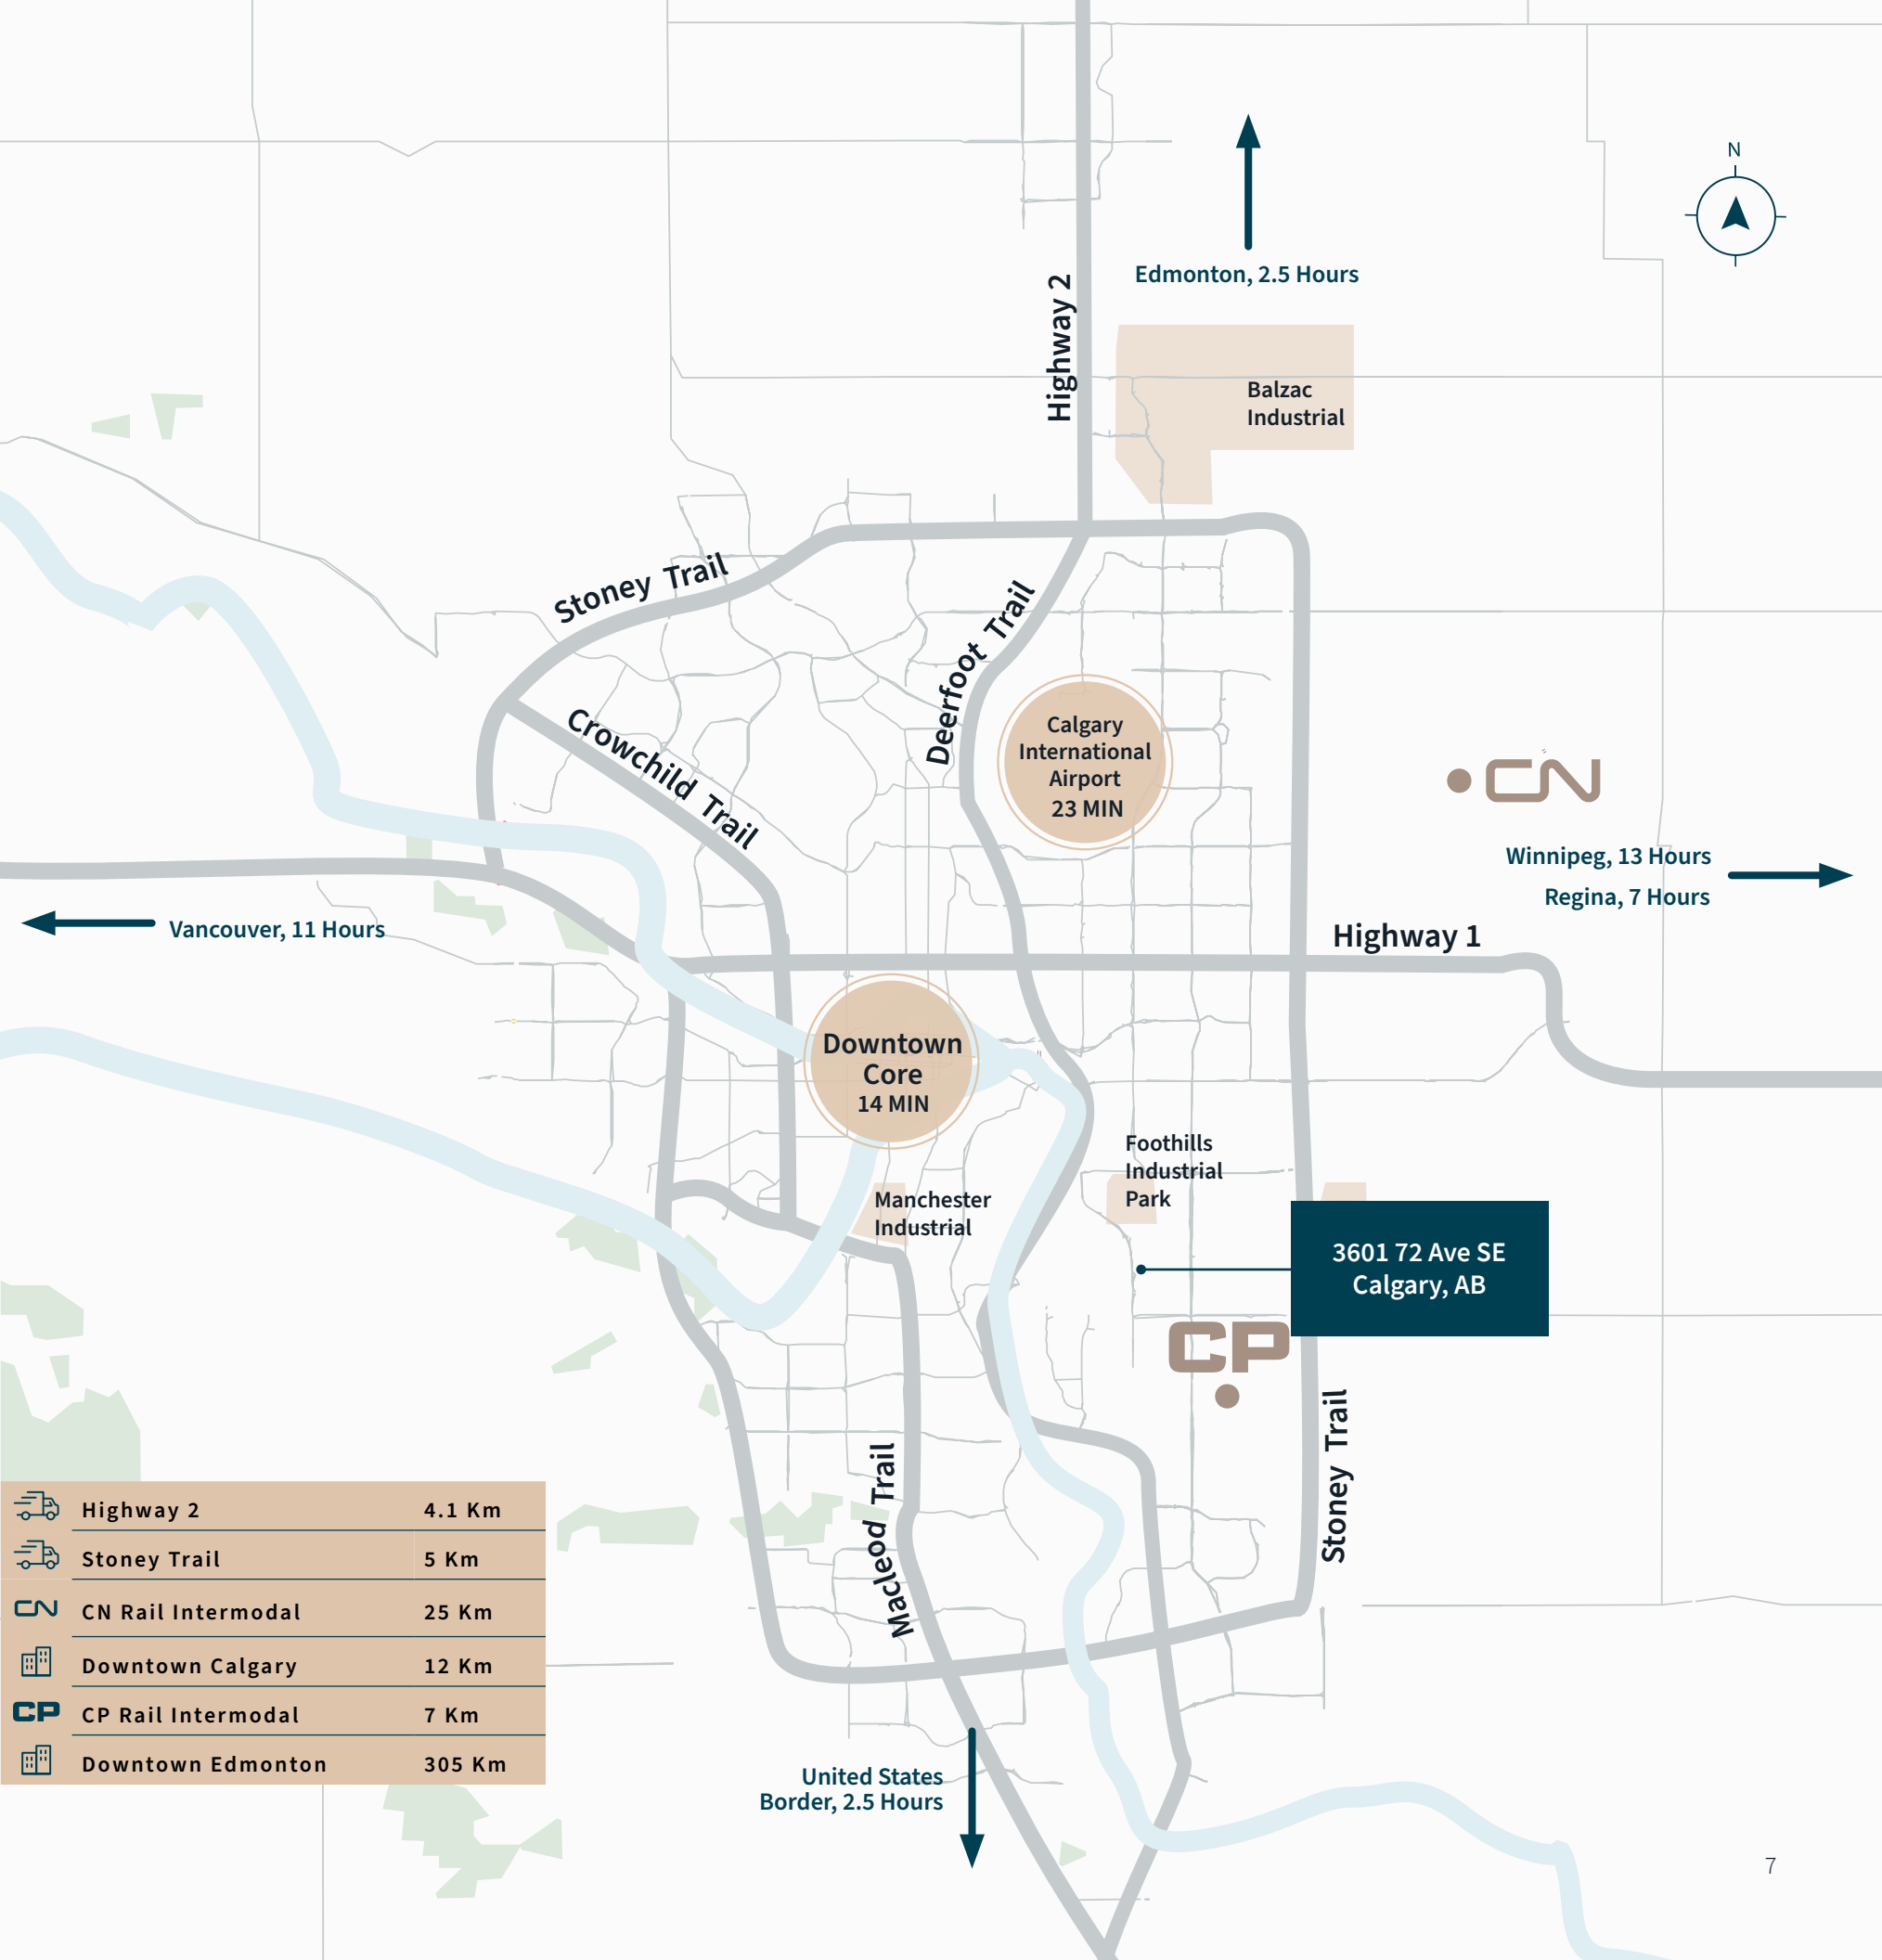 N
Edmonton, 2.5 Hours
Highway 2
Balzac
Industrial
Stoney Trail
Deerfoot Trail
Crowchild Trail
Calgary
International
Airport
23 MIN
CN
Winnipeg, 13 Hours
Regina, 7 Hours
Vancouver, 11 Hours
Highway 1
Downtown
Core
14 MIN
Foothills
Industrial
Park
Manchester
Industrial
3601 72 Ave SE
Calgary, AB
CP
Stoney Trail
Macleod Trail
Highway 2 4.1 Km
Stoney Trail 5 Km
CN CN Rail Intermodal 25 Km
Downtown Calgary 12 Km
CP CP Rail Intermodal 7 Km
Downtown Edmonton 305 Km
United States
Border, 2.5 Hours
7